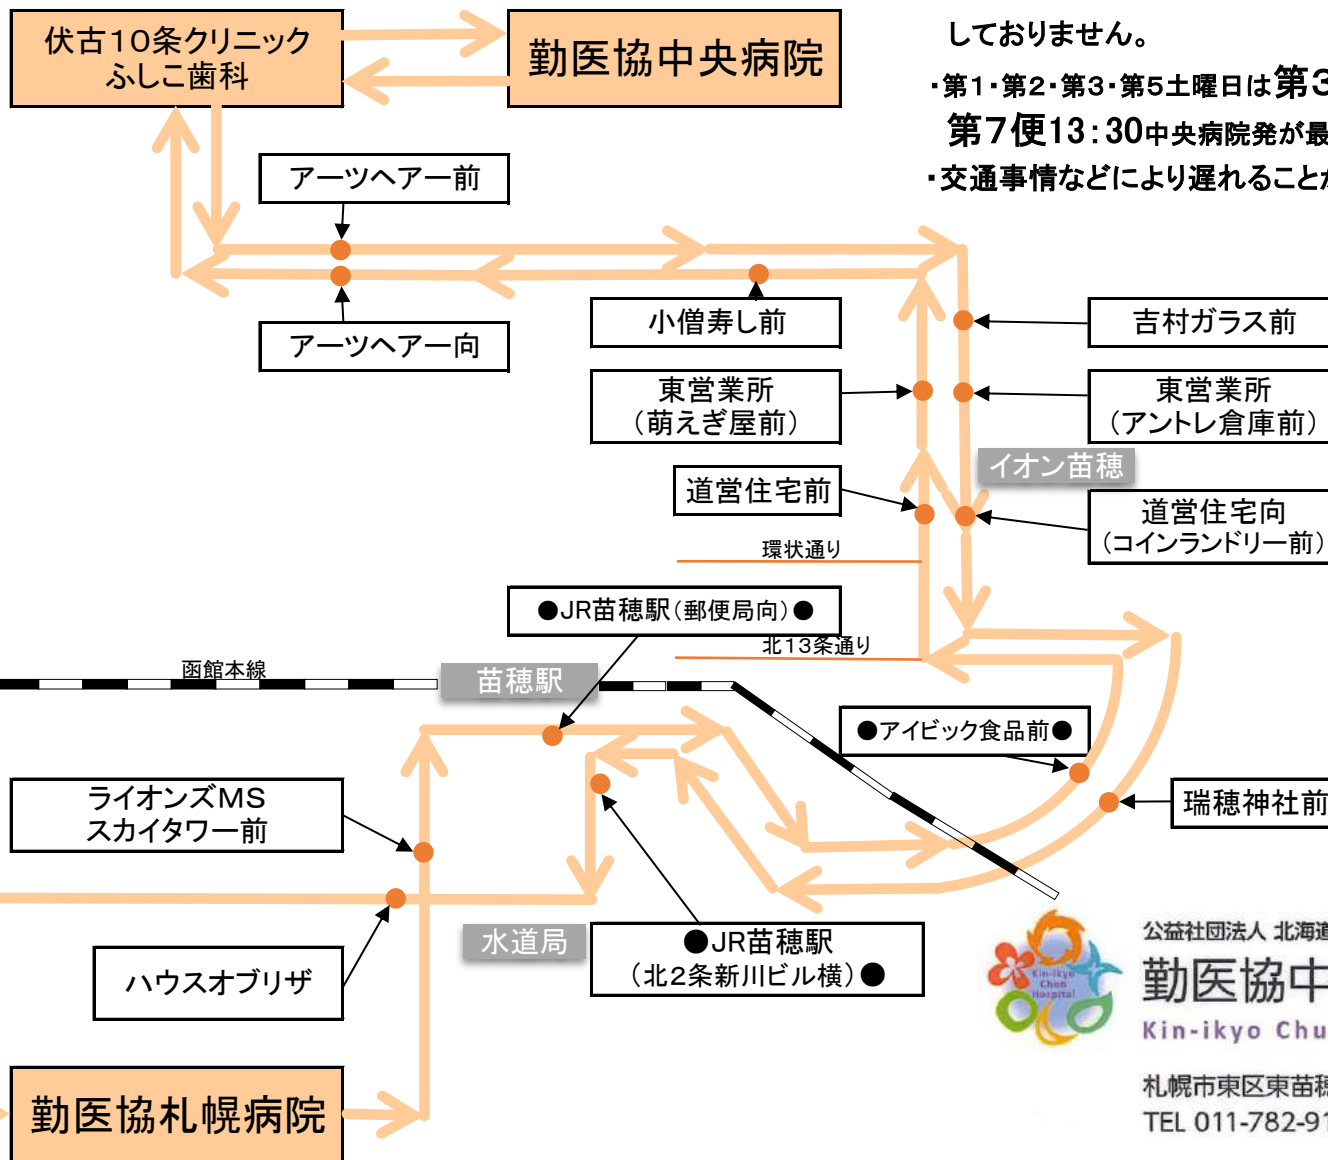 しておりません。
・第1・第2・第3・第5土曜日は第3
第7便13:30中央病院発が最
・交通事情などにより遅れることが
伏古10条クリニック
ふしこ歯科
勤医協中央病院
アーツヘアー前
アーツヘアー向
小僧寿し前
吉村ガラス前
東営業所
(萌えぎ屋前)
東営業所
(アントレ倉庫前)
イオン苗穂
道営住宅前
道営住宅向
(コインランドリー前)
環状通り
●JR苗穂駅(郵便局向)●
北13条通り
函館本線
苗穂駅
●アイビック食品前●
ライオンズMS
スカイタワー前
瑞穂神社前
水道局
●JR苗穂駅
(北2条新川ビル横)●
ハウスオブリザ
勤医協札幌病院
Kin-ikyo
Chuo
Hospital
公益社団法人 北海道
勤医協中
Kin-ikyo Chu
札幌市東区東苗穂
TEL 011-782-91